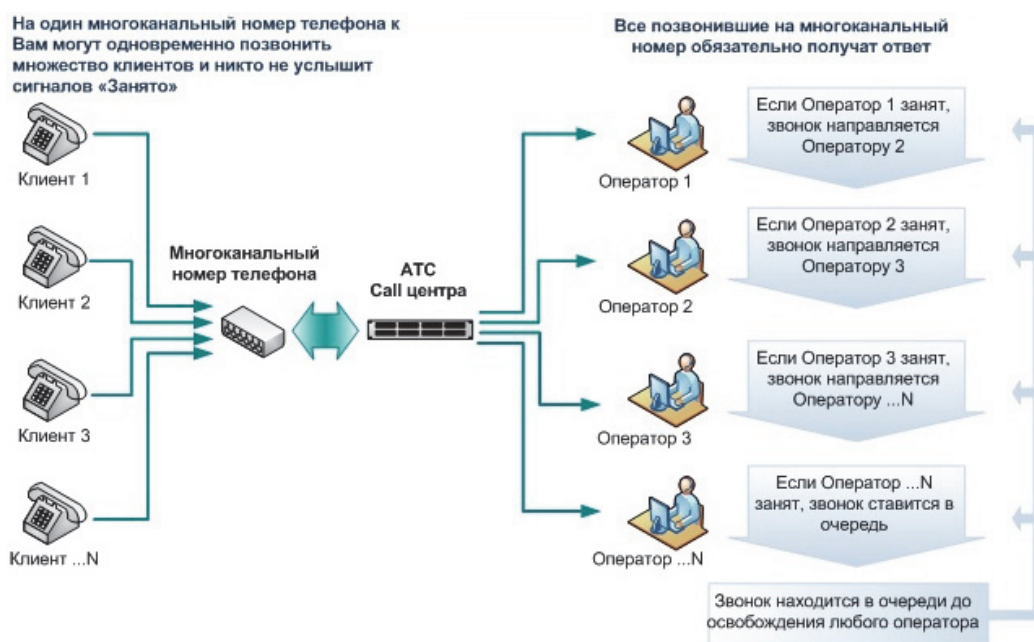 На один многоканальный номер телефона к
Вам могут одновременно позвонить
множество клиентов и никто не услышит
сигналов «Занято»
Все позвонившие на многоканальный
номер обязательно получат ответ
Клиент 1
Клиент 2
Клиент 3
Клиент ...N
Многоканальный
номер телефона
АТС
Call центра
Оператор 1
Если Оператор 1 занят,
звонок направляется
Оператору 2
Оператор 2
Если Оператор 2 занят,
звонок направляется
Оператору 3
Оператор 3
Если Оператор 3 занят,
звонок направляется
Оператору ...N
Оператор ...N
Если Оператор ...N
занят, звонок ставится в
очередь
Звонок находится в очереди до
освобождения любого оператора